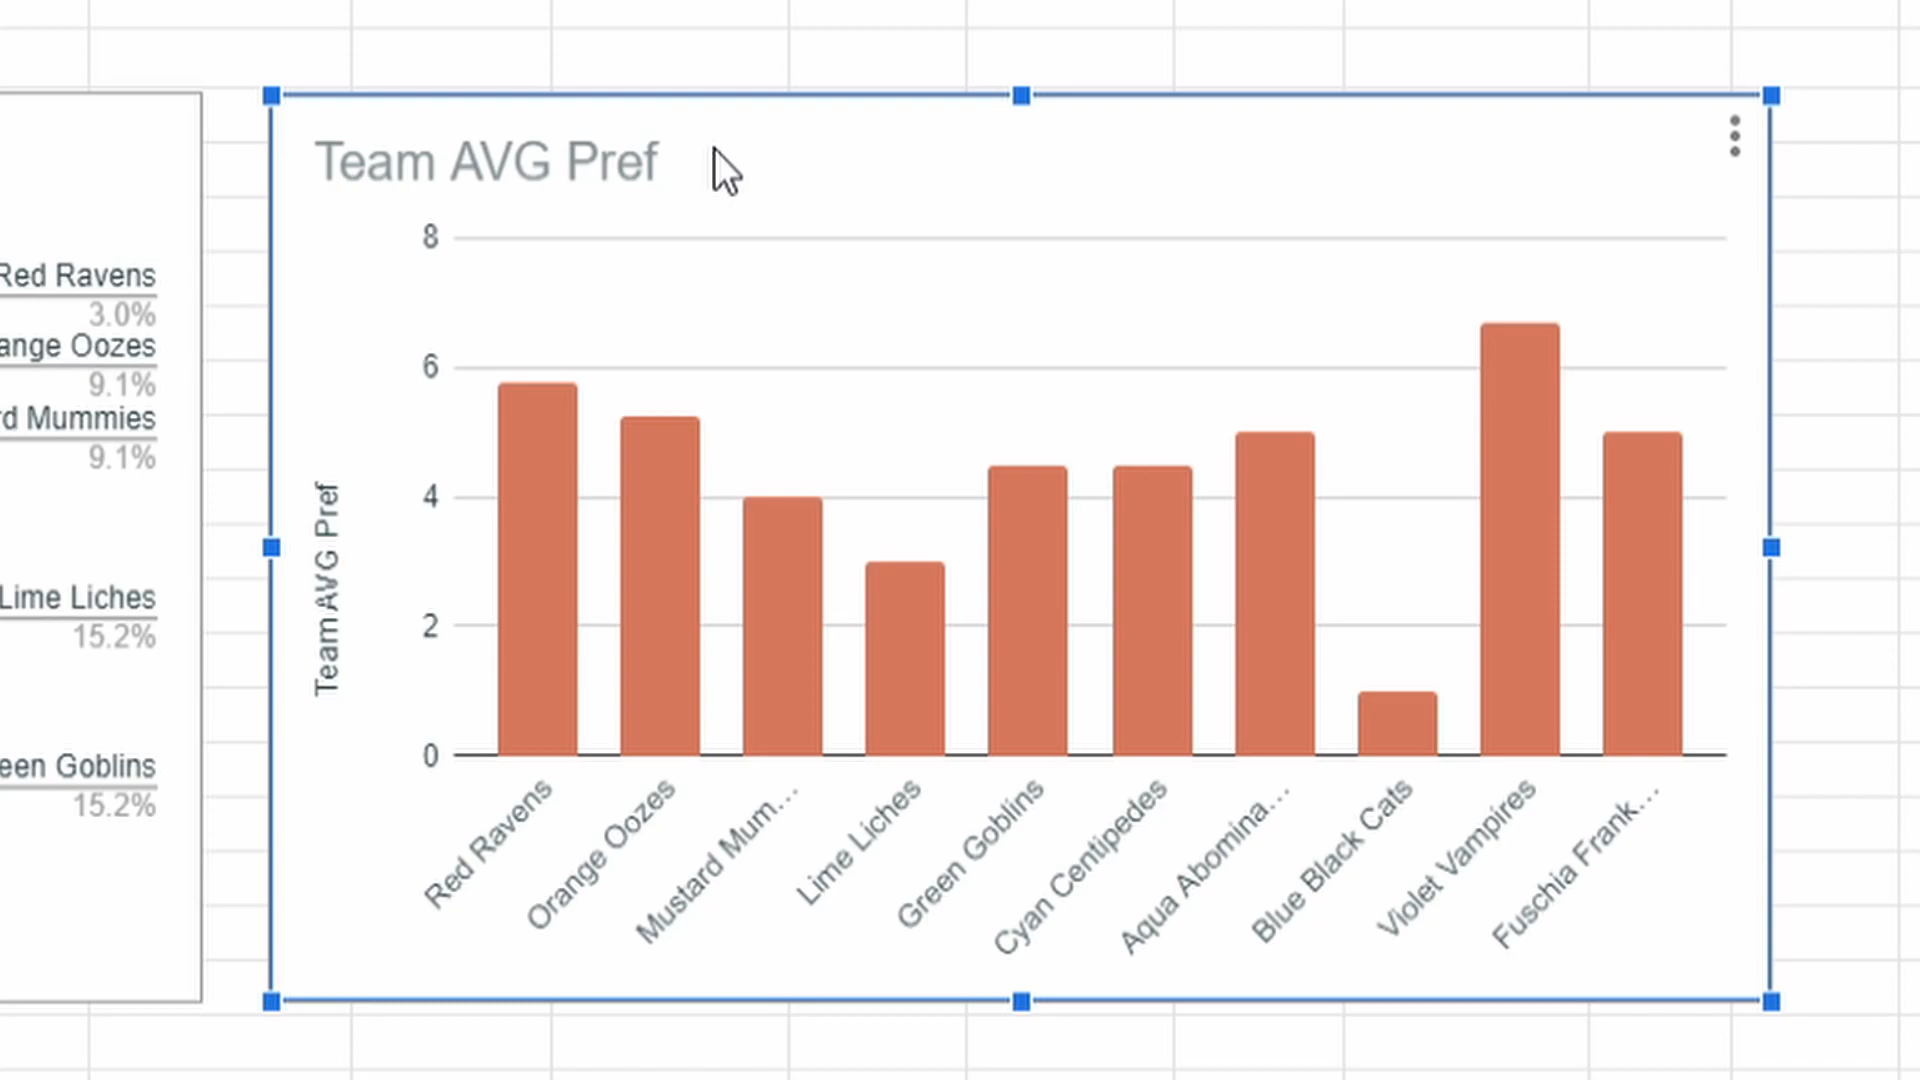 Red Ravens
3.0%
ange Oozes
9.1%
rd Mummies
9.1%
Lime Liches
15.2%
een Goblins
15.2%
Team AVG Pref
Team AVG Pref
8
6
4
2
0
Red Ravens
Orange Oozes
Mustard Mum...
Lime Liches
Green Goblins
Cyan Centipedes
Aqua Abomina...
Blue Black Cats
Violet Vampires
Fuschia Frank...